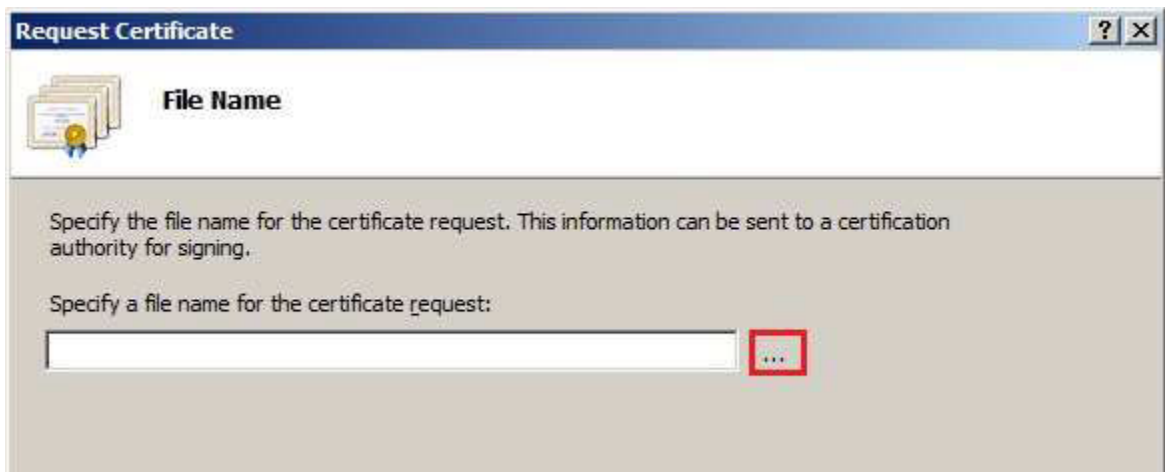 Request Certificate
?
File Name
Specify the file name for the certificate request. This information can be sent to a certification
authority for signing.
Specify a file name for the certificate request:
...